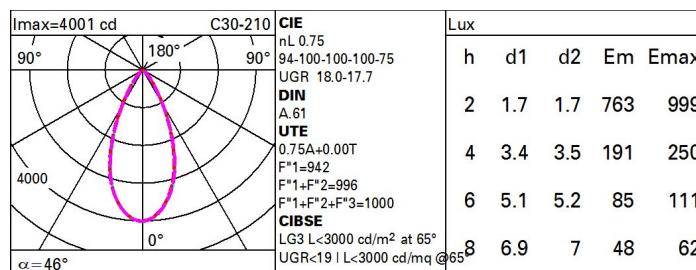 Imax=4001 cd C30-210
90° 180° 90°
4000
0°
α=46°
CIE
nL 0.75
94-100-100-100-75
UGR 18.0-17.7
DIN
A.61
UTE
0.75A+0.00T
F"1=942
F"1+F"2=996
F"1+F"2+F"3=1000
CIBSE
LG3 L<3000 cd/m² at 65°
UGR<19 | L<3000 cd/mq @65°
Lux
h d1 d2 Em Emax
2 1.7 1.7 763 999
4 3.4 3.5 191 250
6 5.1 5.2 85 111
8 6.9 7 48 62